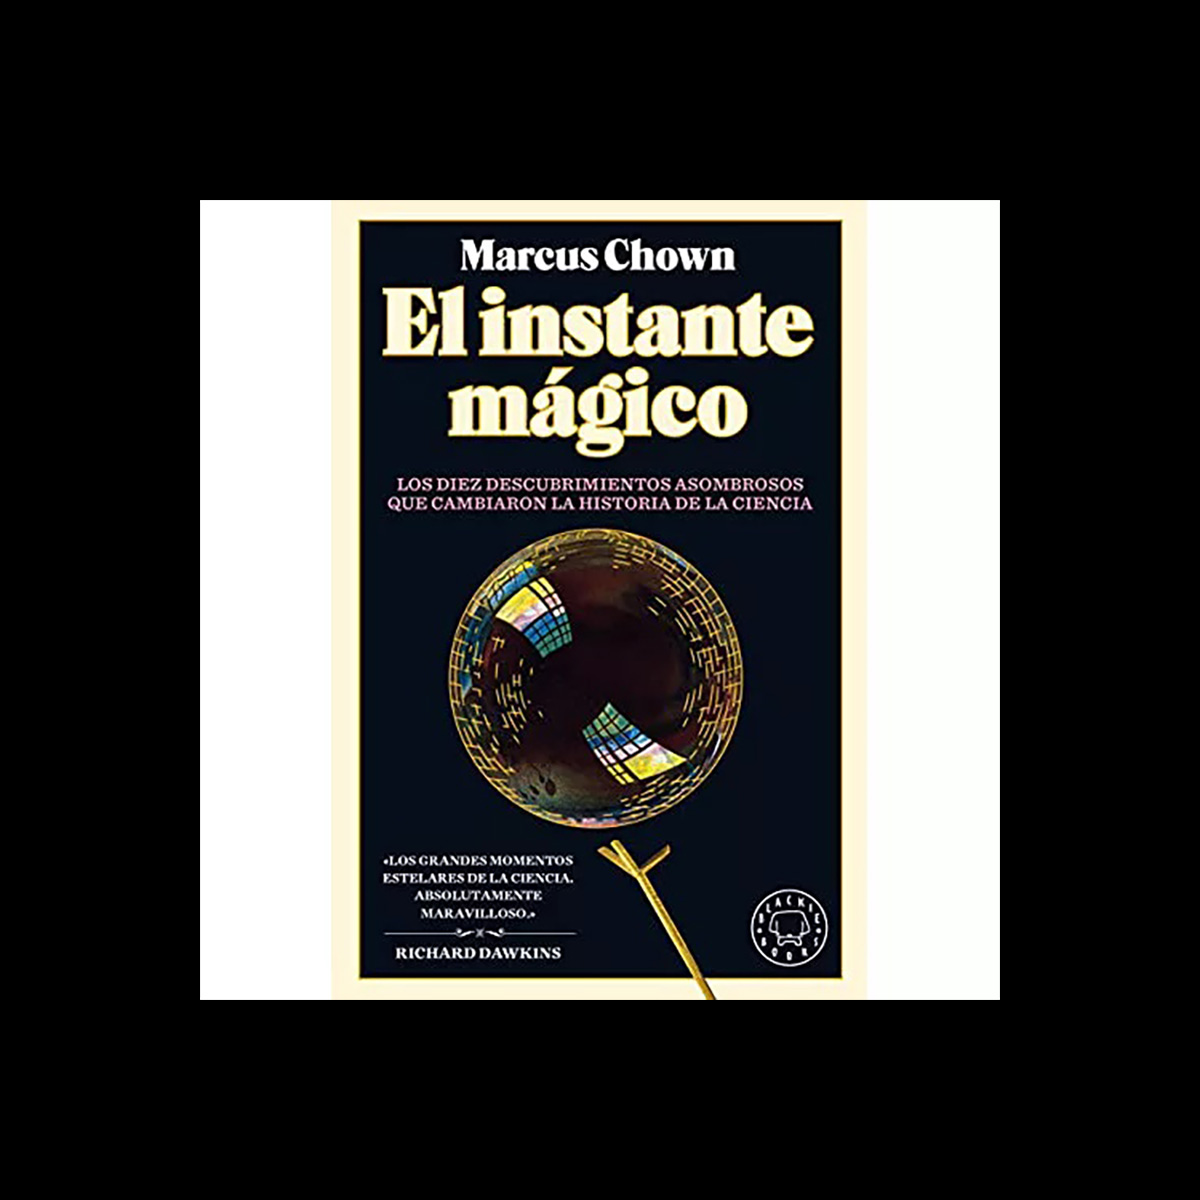 Marcus Chown
El instante
mágico
LOS DIEZ DESCUBRIMIENTOS ASOMBROSOS
QUE CAMBIARON LA HISTORIA DE LA CIENCIA
«LOS GRANDES MOMENTOS
ESTELARES DE LA CIENCIA.
ABSOLUTAMENTE
MARAVILLOSO.»
RICHARD DAWKINS
BLACKIE
BOOKS